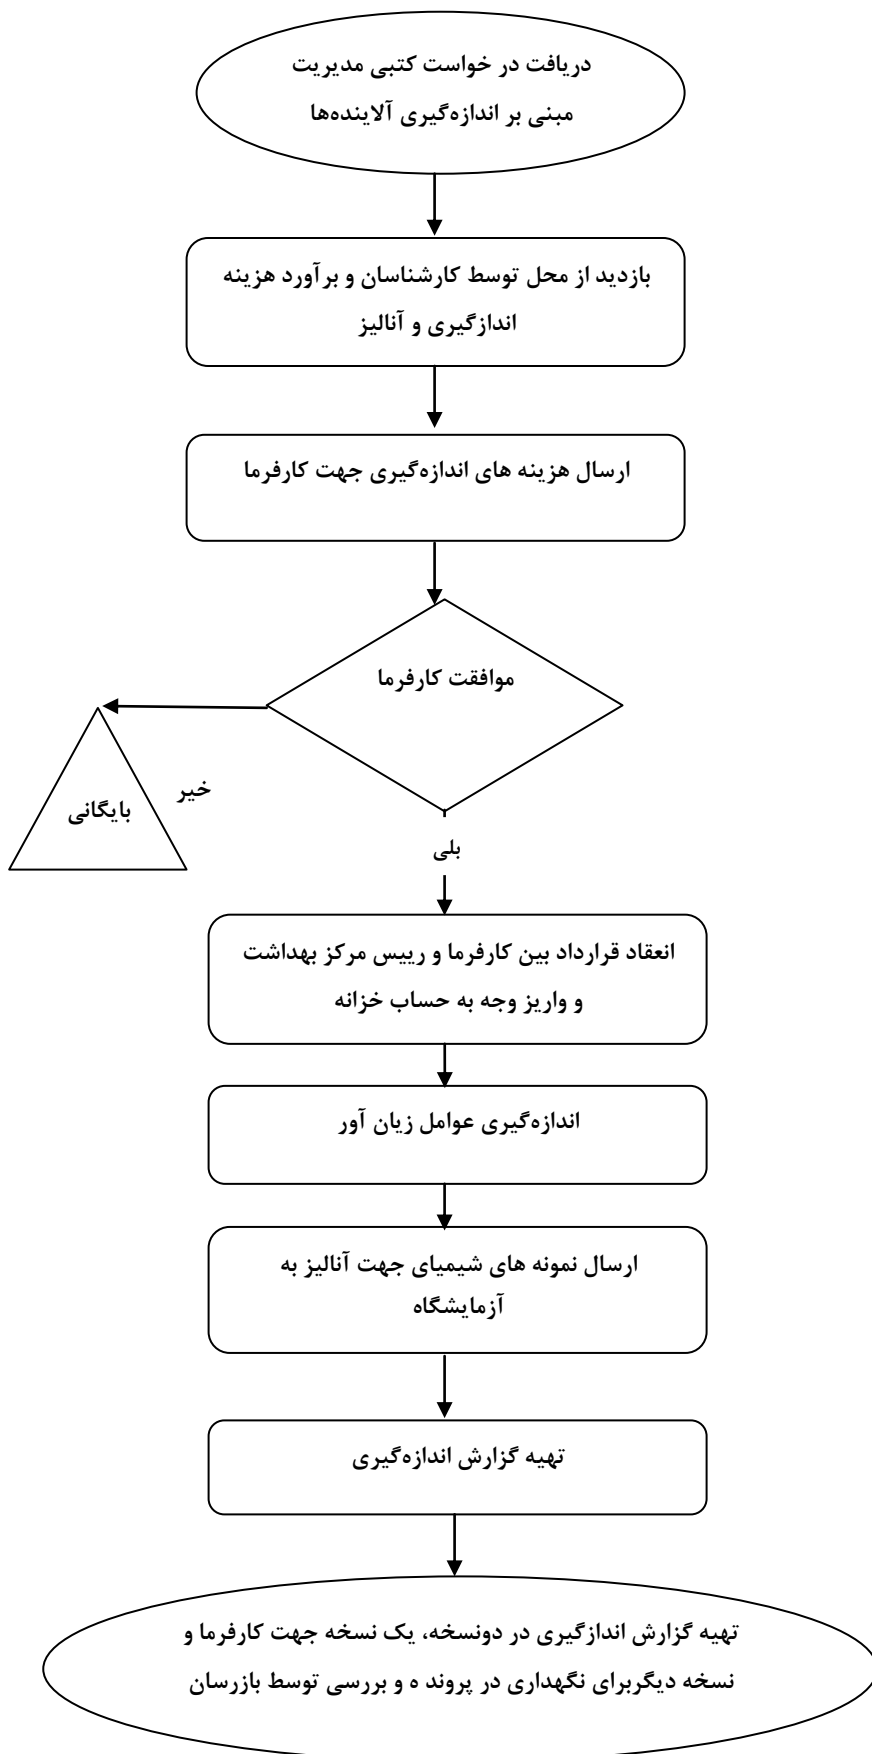 دریافت در خواست کتبی مدیریت
مبنی بر اندازه‌گیری آلاینده‌ها
بازدید از محل توسط کارشناسان و برآورد هزینه
اندازگیری و آنالیز
ارسال هزینه های اندازه‌گیری جهت کارفرما
موافقت کارفرما
خیر
بایگانی
بلی
انعقاد قرارداد بین کارفرما و رییس مرکز بهداشت
و واریز وجه به حساب خزانه
اندازه‌گیری عوامل زیان آور
ارسال نمونه های شیمیای جهت آنالیز به
آزمایشگاه
تهیه گزارش اندازه‌گیری
تهیه گزارش اندازگیری در دونسخه، یک نسخه جهت کارفرما و
نسخه دیگربرای نگهداری در پروند ه و بررسی توسط بازرسان